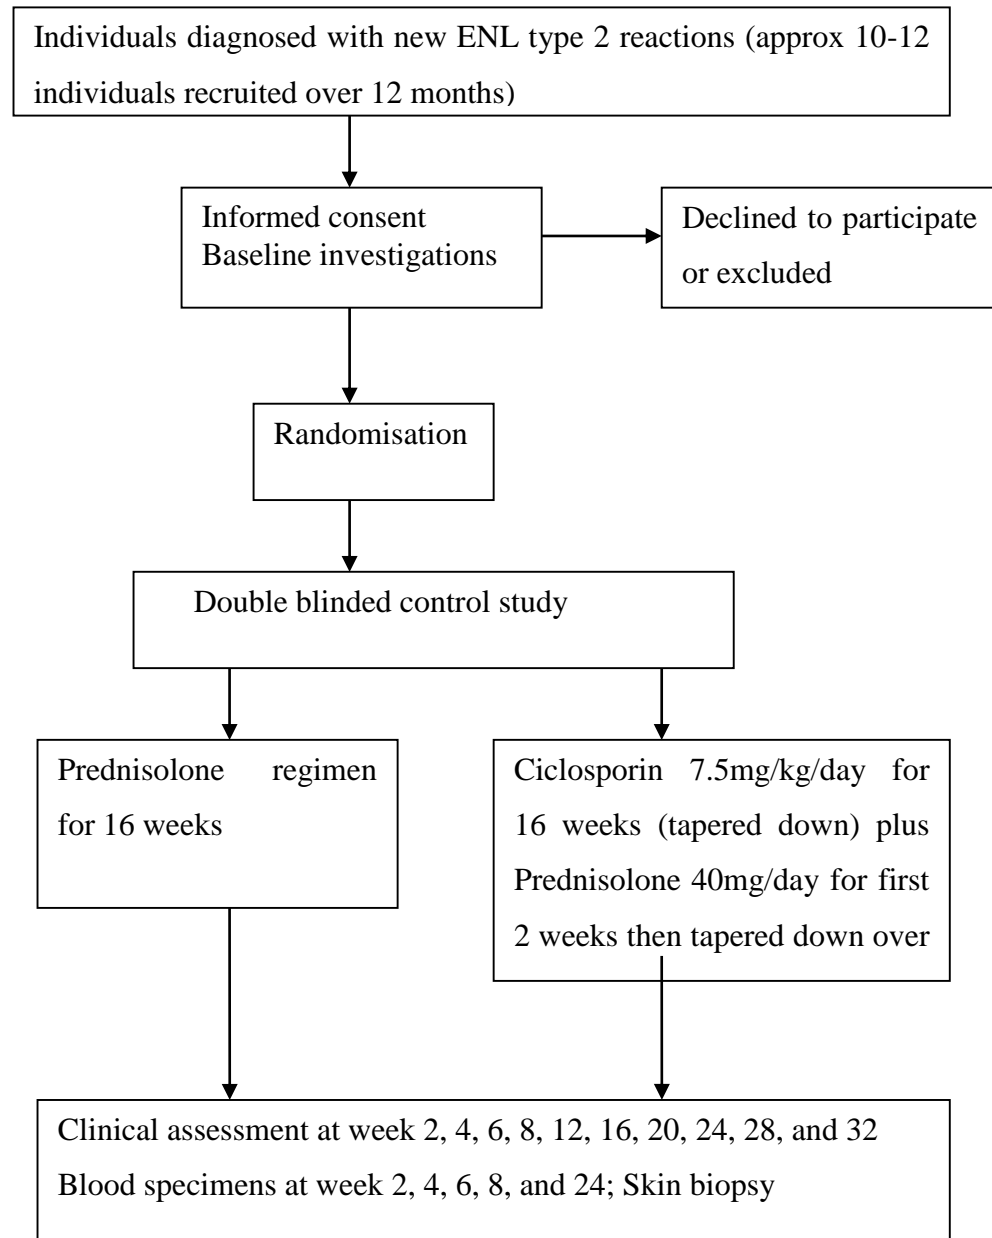 Individuals diagnosed with new ENL type 2 reactions (approx 10-12
individuals recruited over 12 months)
Informed consent
Baseline investigations
Declined to participate
or excluded
Randomisation
Double blinded control study
Prednisolone regimen
for 16 weeks
Ciclosporin 7.5mg/kg/day for
16 weeks (tapered down) plus
Prednisolone 40mg/day for first
2 weeks then tapered down over
Clinical assessment at week 2, 4, 6, 8, 12, 16, 20, 24, 28, and 32
Blood specimens at week 2, 4, 6, 8, and 24; Skin biopsy